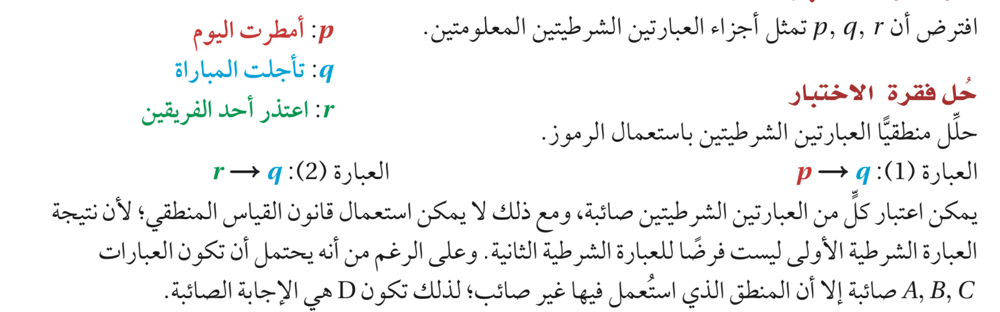 افترض أن p, q, r تمثل أجزاء العبارتين الشرطيتين المعلومتين.
p: أمطرت اليوم
q: تأجلت المباراة
r: اعتذر أحد الفريقين
حُل فقرة الاختبار
حلِّل منطقيًّا العبارتين الشرطيتين باستعمال الرموز.
العبارة (1): p → q
العبارة (2): r → q
يمكن اعتبار كلٍّ من العبارتين الشرطيتين صائبة، ومع ذلك لا يمكن استعمال قانون القياس المنطقي؛ لأن نتيجة
العبارة الشرطية الأولى ليست فرضًا للعبارة الشرطية الثانية. وعلى الرغم من أنه يحتمل أن تكون العبارات
A, B, C صائبة إلا أن المنطق الذي استُعمل فيها غير صائب؛ لذلك تكون D هي الإجابة الصائبة.